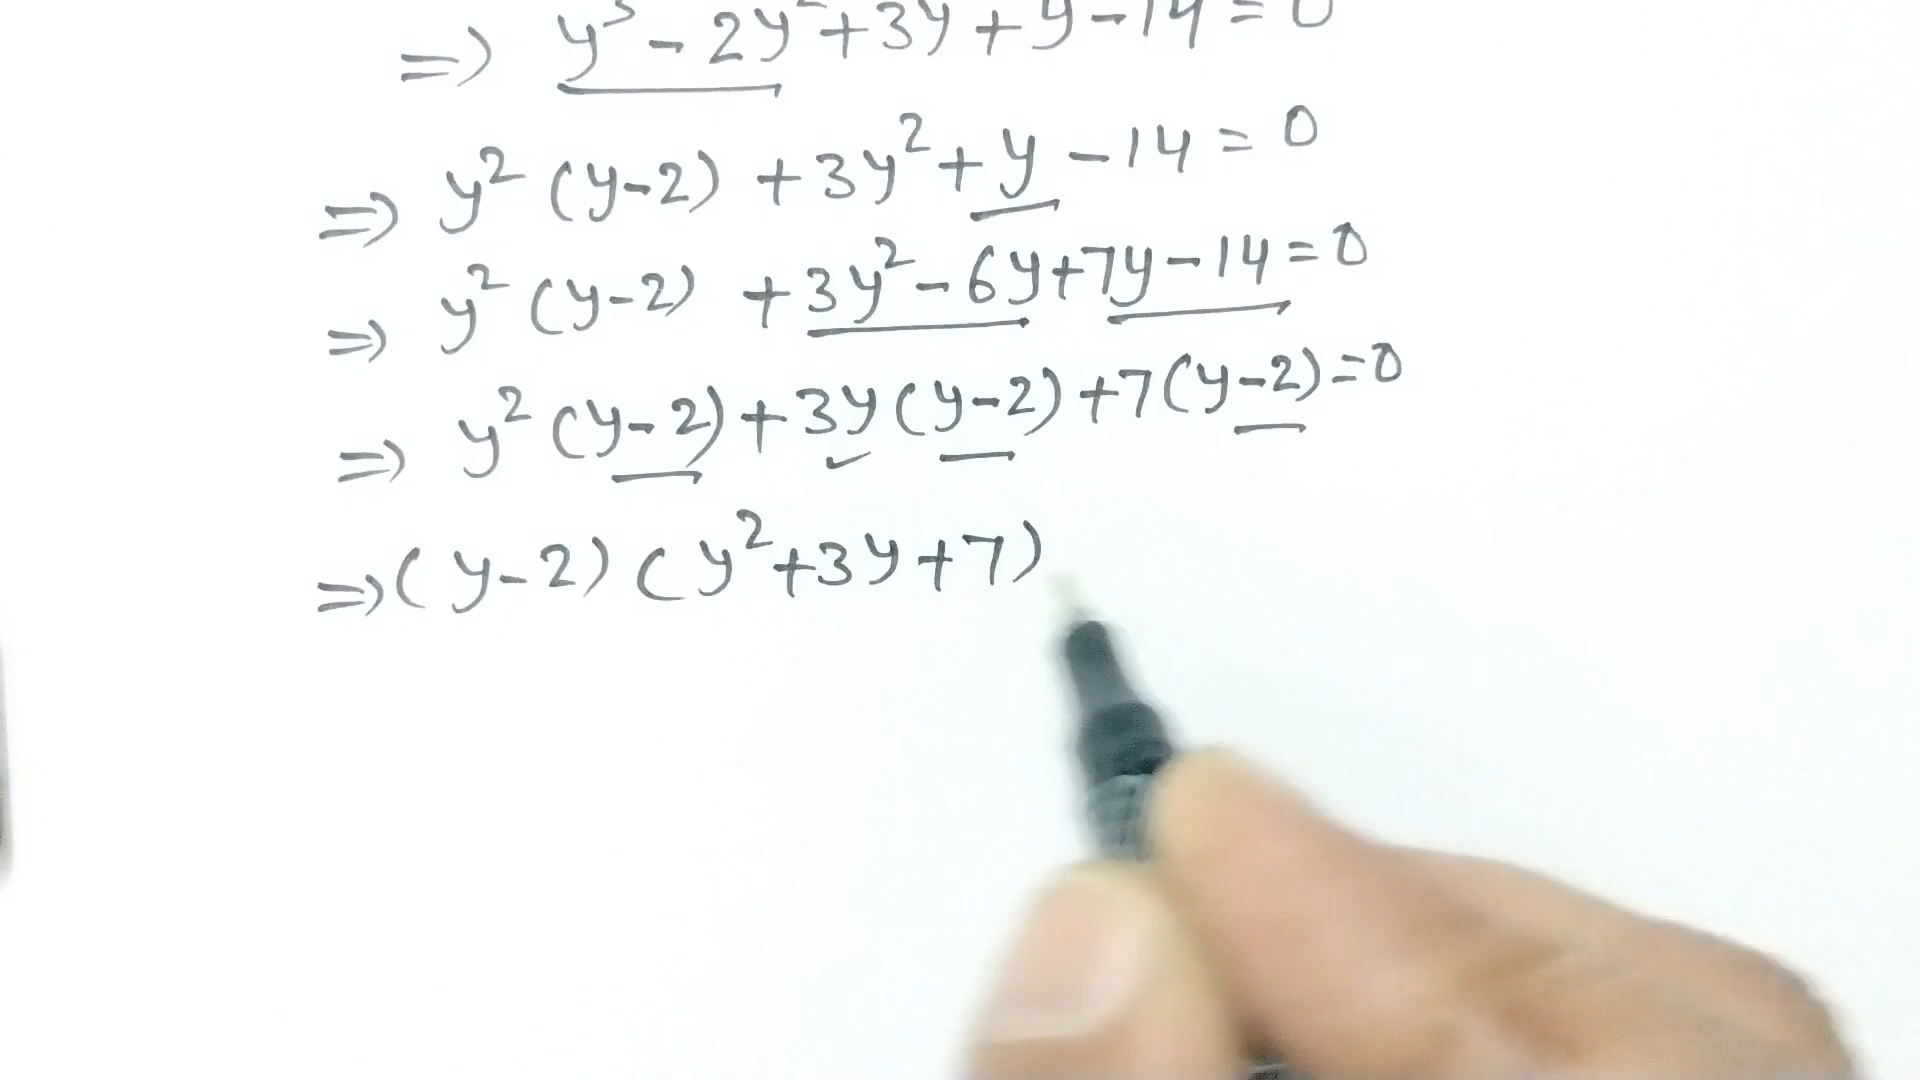 ⇒ y³ - 2y² + 3y + y - 14 = 0
⇒ y² (y-2) + 3y² + y - 14 = 0
⇒ y² (y-2) + 3y² - 6y + 7y - 14 = 0
⇒ y² (y-2) + 3y (y-2) + 7 (y-2) = 0
⇒ (y-2) (y² + 3y + 7)